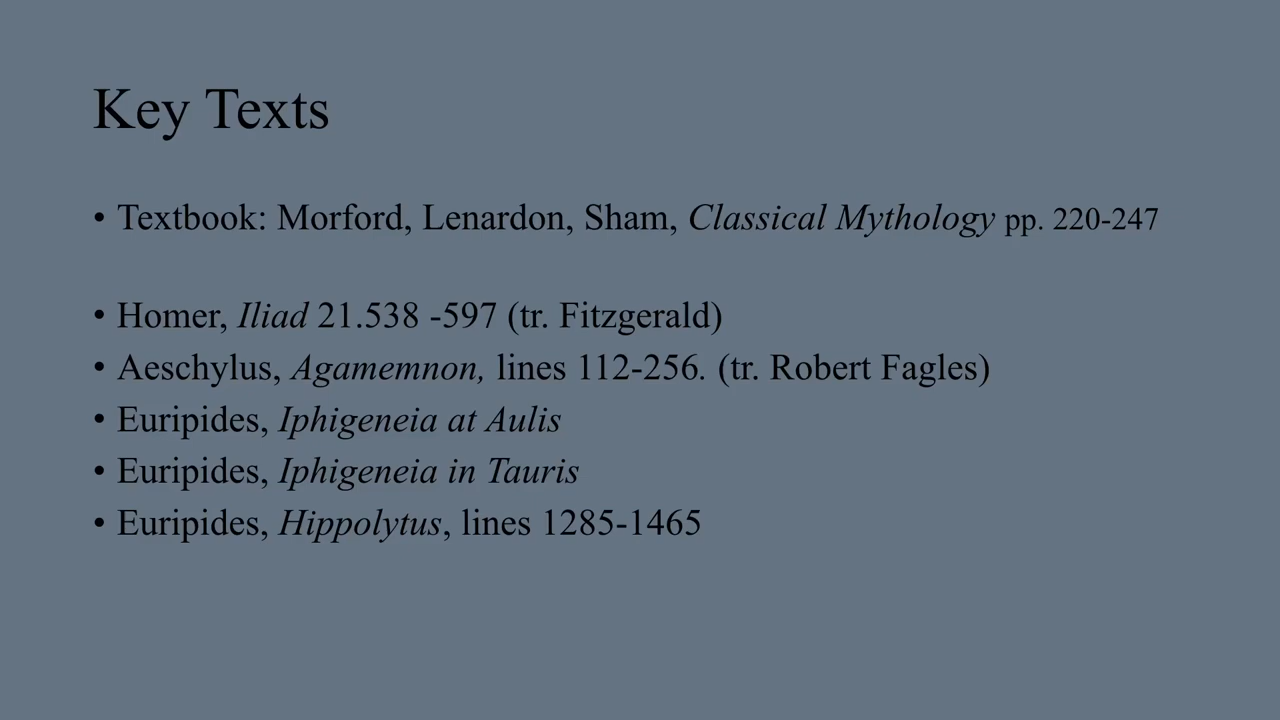 Key Texts
• Textbook: Morford, Lenardon, Sham, Classical Mythology pp. 220-247
• Homer, Iliad 21.538 -597 (tr. Fitzgerald)
• Aeschylus, Agamemnon, lines 112-256. (tr. Robert Fagles)
• Euripides, Iphigeneia at Aulis
• Euripides, Iphigeneia in Tauris
• Euripides, Hippolytus, lines 1285-1465